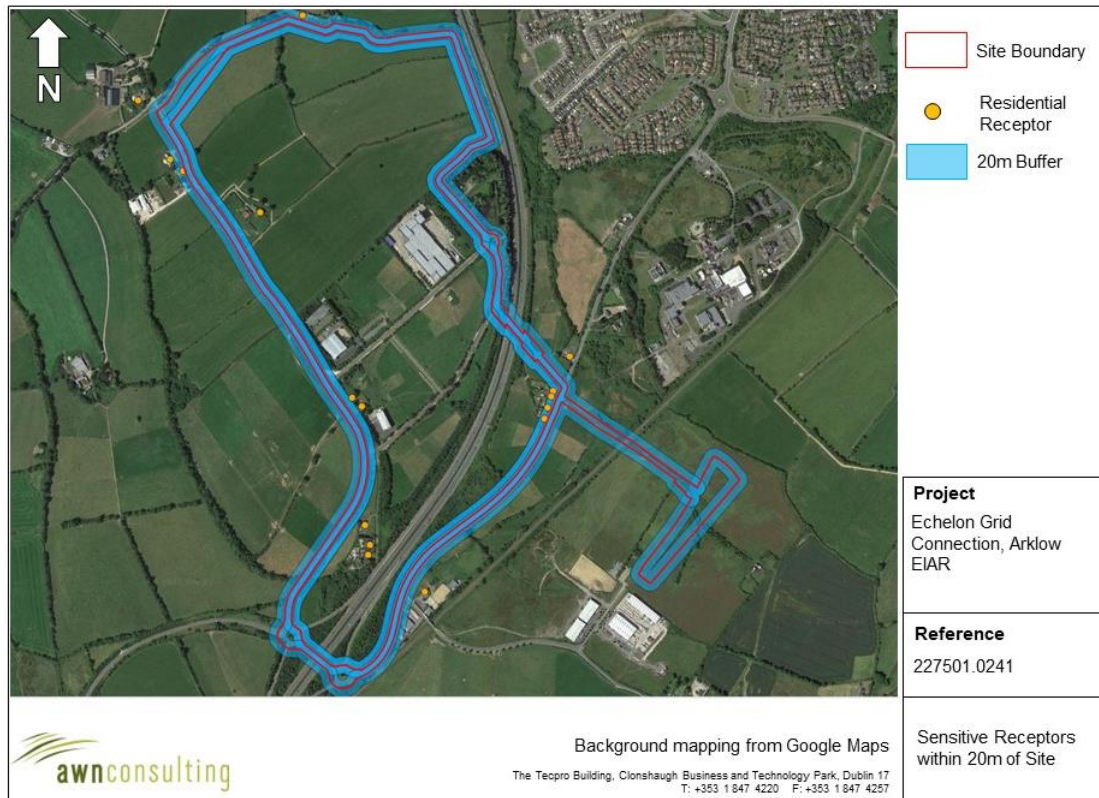 N
Site Boundary
Residential
Receptor
20m Buffer
Project
Echelon Grid
Connection, Arklow
EIAR
Reference
227501.0241
Sensitive Receptors
within 20m of Site
awnconsulting
Background mapping from Google Maps
The Tecpro Building, Clonshaugh Business and Technology Park, Dublin 17
T: +353 1 847 4220 F: +353 1 847 4257